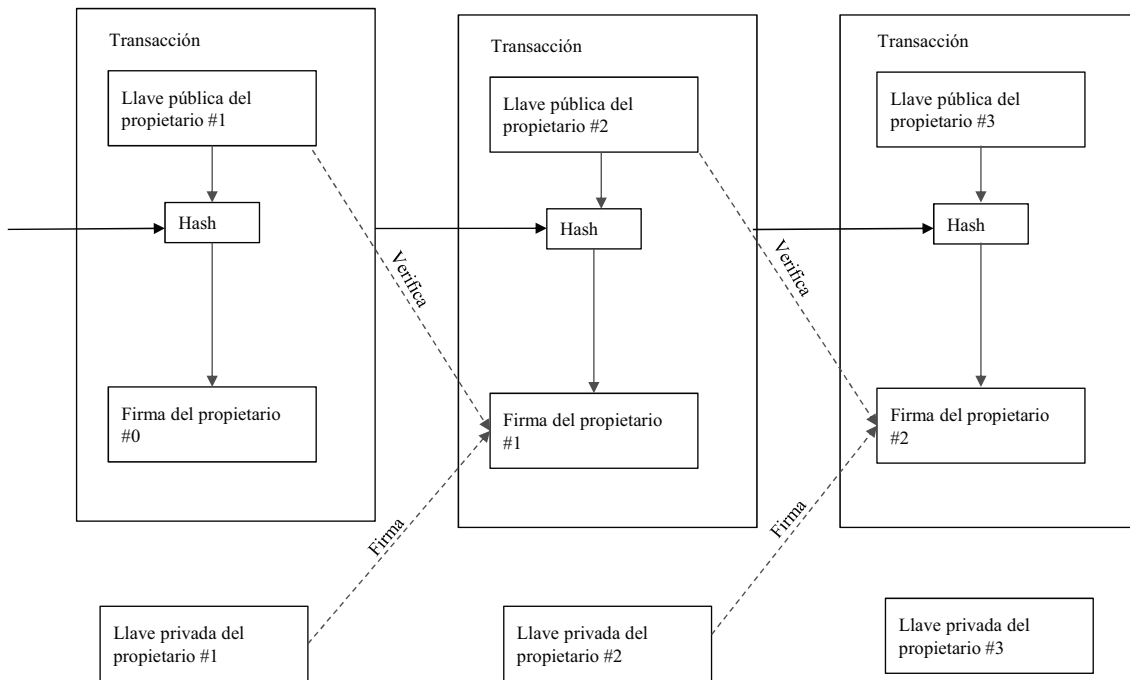 Transacción
Llave pública del
propietario #1
Hash
Firma del propietario
#0
Transacción
Llave pública del
propietario #2
Hash
Firma del propietario
#1
Transacción
Llave pública del
propietario #3
Hash
Firma del propietario
#2
Verifica
Verifica
Firma
Firma
Llave privada del
propietario #1
Llave privada del
propietario #2
Llave privada del
propietario #3